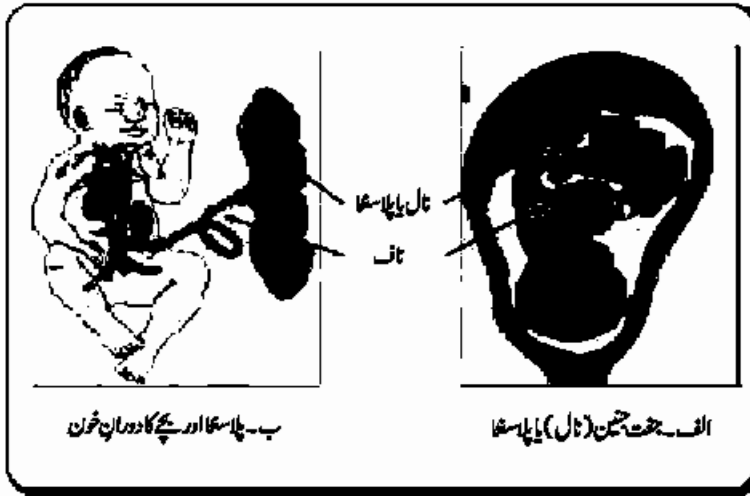 نال یا پلاسنٹا
ناف
الف۔ جفت جنین (نال) یا پلاسنٹا
ب۔ پلاسنٹا اور بچے کا دوران خون